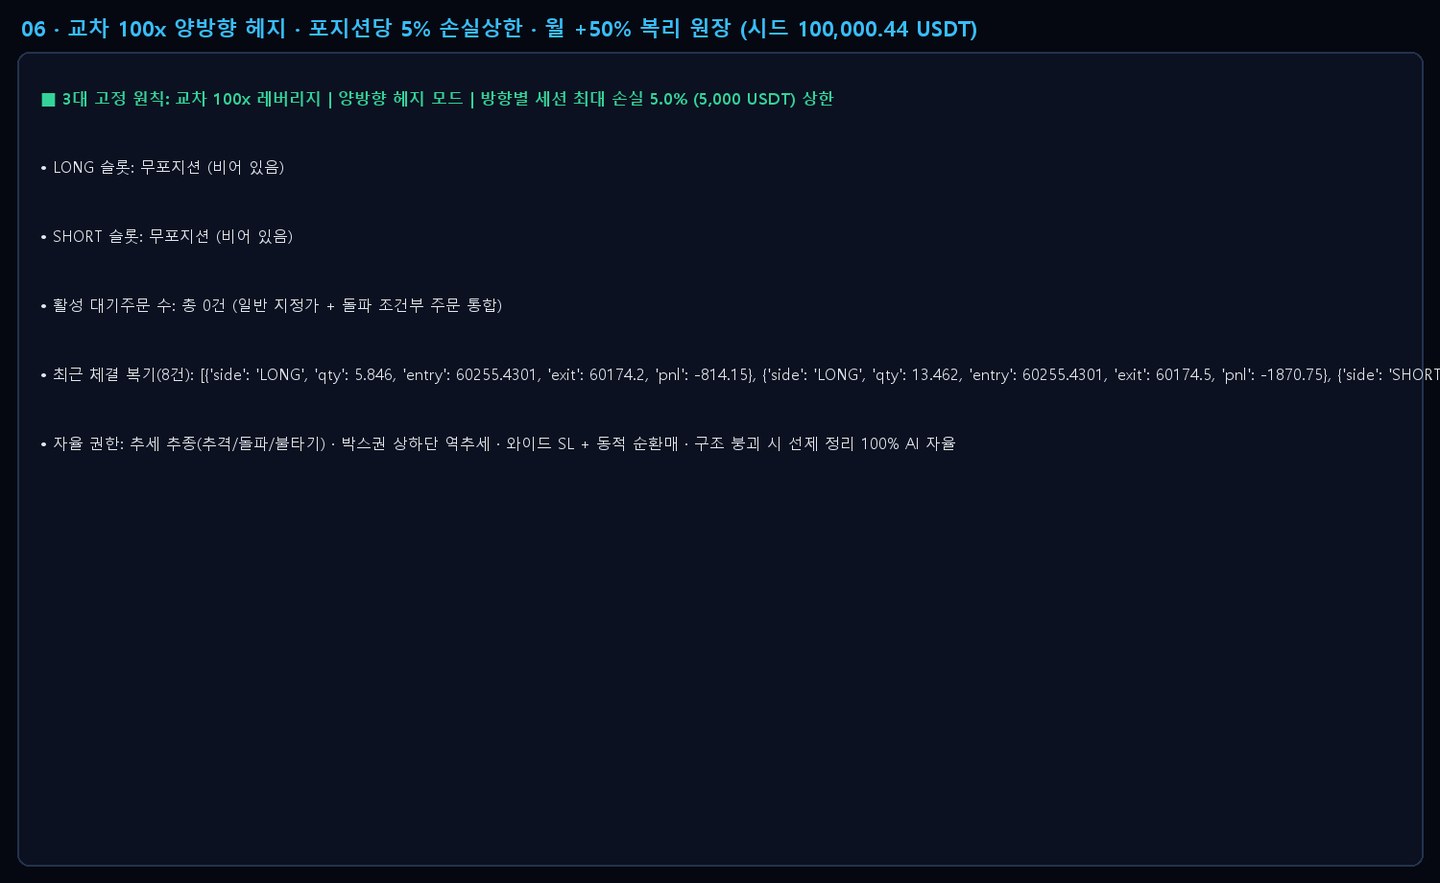 06 · 교차 100x 양방향 헤지 · 포지션당 5% 손실상한 · 월 +50% 복리 원장 (시드 100,000.44 USDT)
■ 3대 고정 원칙: 교차 100x 레버리지 | 양방향 헤지 모드 | 방향별 세션 최대 손실 5.0% (5,000 USDT) 상한
• LONG 슬롯: 무포지션 (비어 있음)
• SHORT 슬롯: 무포지션 (비어 있음)
• 활성 대기주문 수: 총 0건 (일반 지정가 + 돌파 조건부 주문 통합)
• 최근 체결 복기(8건): [{'side': 'LONG', 'qty': 5.846, 'entry': 60255.4301, 'exit': 60174.2, 'pnl': -814.15}, {'side': 'LONG', 'qty': 13.462, 'entry': 60255.4301, 'exit': 60174.5, 'pnl': -1870.75}, {'side': 'SHORT
• 자율 권한: 추세 추종(추격/돌파/불타기) · 박스권 상하단 역추세 · 와이드 SL + 동적 순환매 · 구조 붕괴 시 선제 정리 100% AI 자율